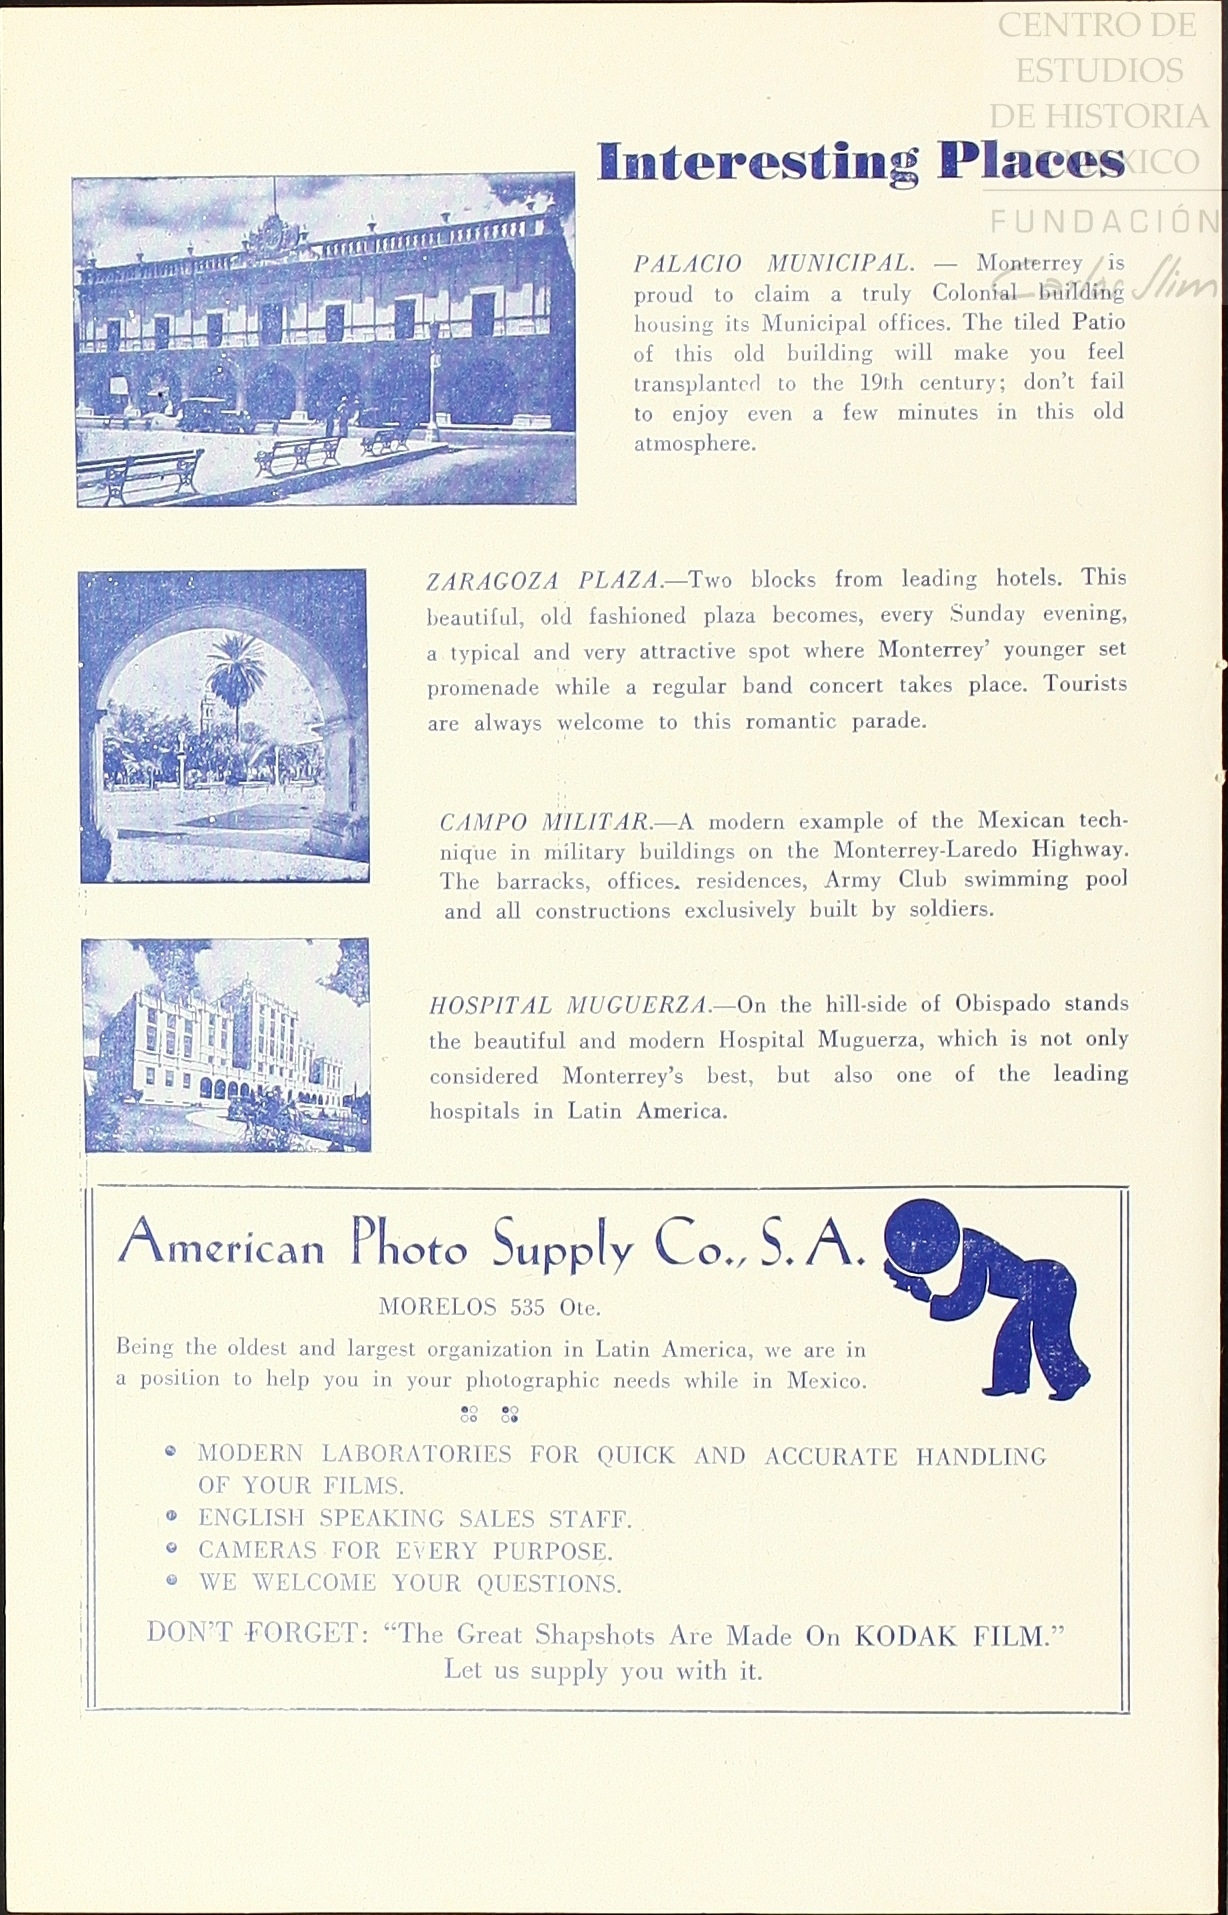 CENTRO DE
ESTUDIOS
DE HISTORIA
DE MÉXICO
FUNDACIÓN
Carlos Slim
Interesting Places
PALACIO MUNICIPAL. — Monterrey is
proud to claim a truly Colonial building
housing its Municipal offices. The tiled Patio
of this old building will make you feel
transplanted to the 19th century; don't fail
to enjoy even a few minutes in this old
atmosphere.
ZARAGOZA PLAZA.—Two blocks from leading hotels. This
beautiful, old fashioned plaza becomes, every Sunday evening,
a typical and very attractive spot where Monterrey' younger set
promenade while a regular band concert takes place. Tourists
are always welcome to this romantic parade.
CAMPO MILITAR.—A modern example of the Mexican tech-
nique in military buildings on the Monterrey-Laredo Highway.
The barracks, offices. residences, Army Club swimming pool
and all constructions exclusively built by soldiers.
HOSPITAL MUGUERZA.—On the hill-side of Obispado stands
the beautiful and modern Hospital Muguerza, which is not only
considered Monterrey's best, but also one of the leading
hospitals in Latin America.
American Photo Supply Co., S. A.
MORELOS 535 Ote.
Being the oldest and largest organization in Latin America, we are in
a position to help you in your photographic needs while in Mexico.
• MODERN LABORATORIES FOR QUICK AND ACCURATE HANDLING
OF YOUR FILMS.
• ENGLISH SPEAKING SALES STAFF.
• CAMERAS FOR EVERY PURPOSE.
• WE WELCOME YOUR QUESTIONS.
DON'T FORGET: "The Great Shapshots Are Made On KODAK FILM."
Let us supply you with it.